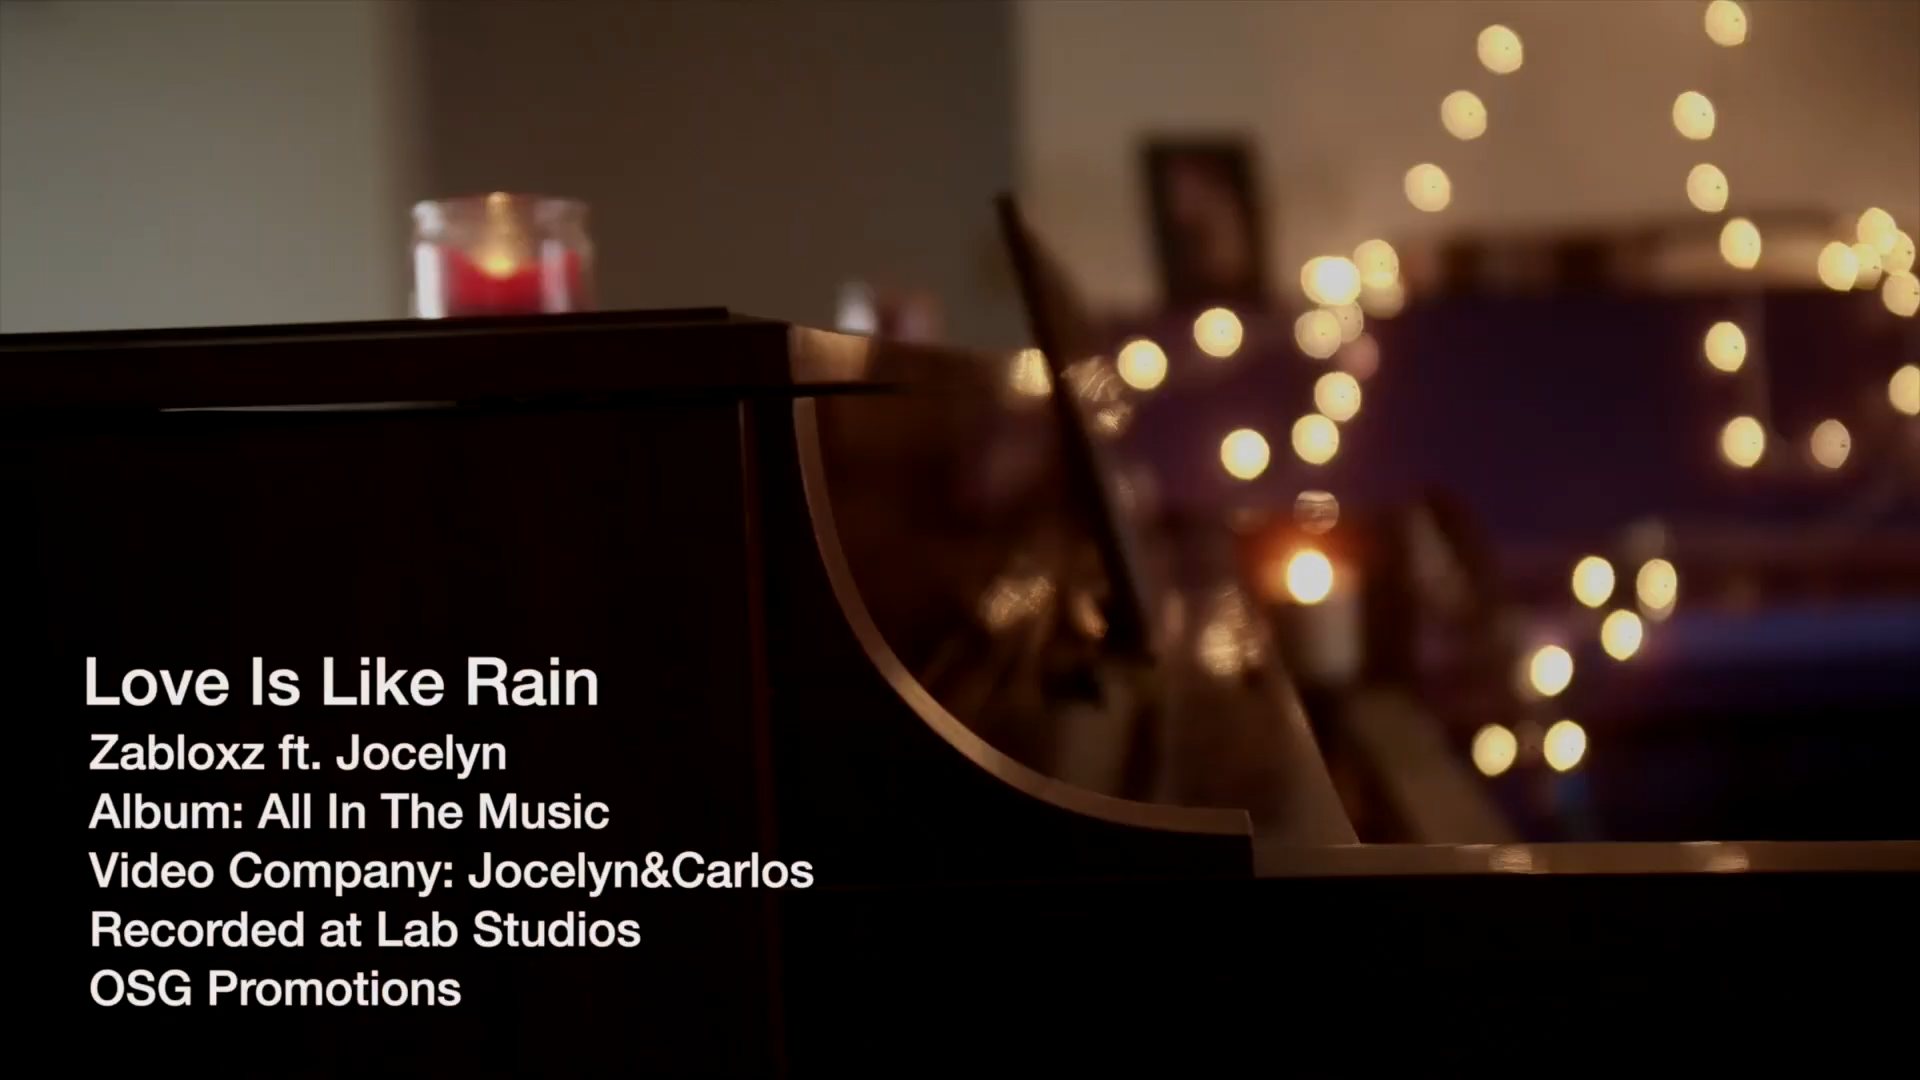 Love Is Like Rain
Zabloxz ft. Jocelyn
Album: All In The Music
Video Company: Jocelyn&Carlos
Recorded at Lab Studios
OSG Promotions